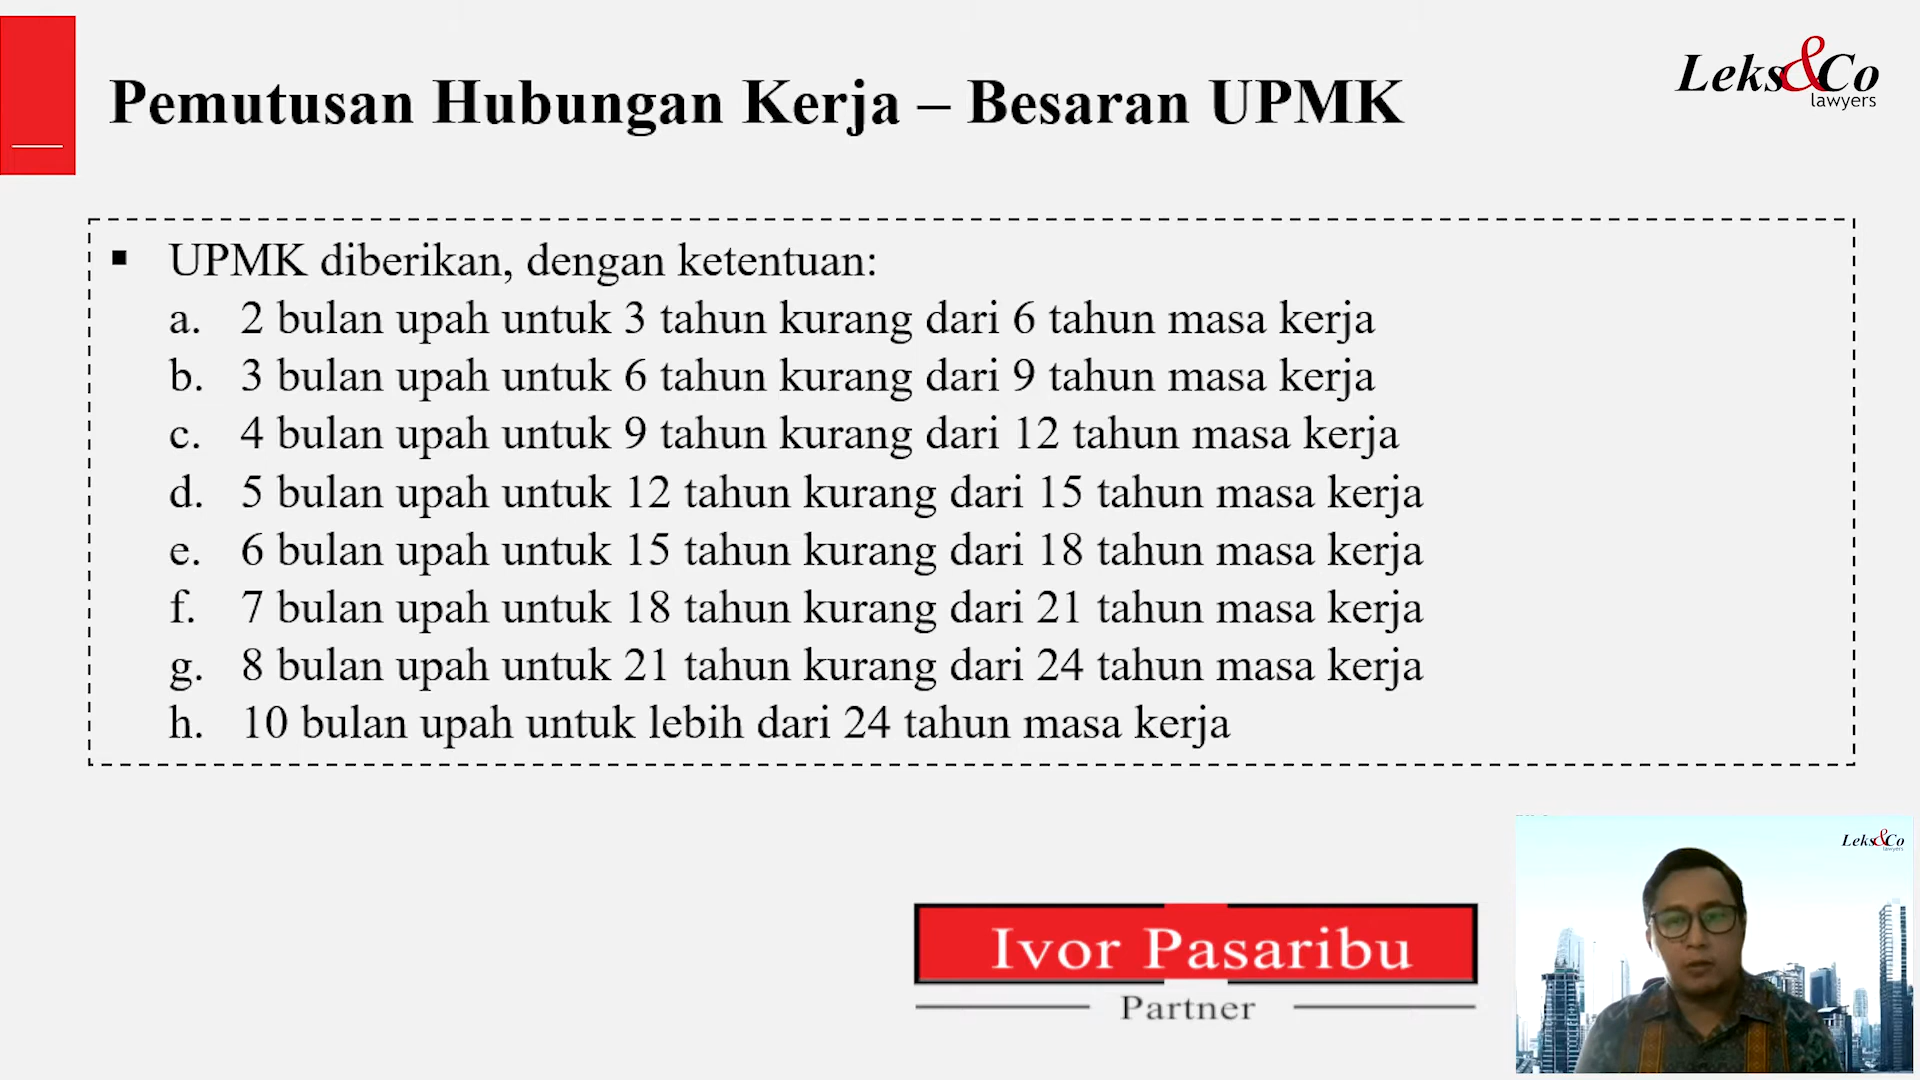 Pemutusan Hubungan Kerja – Besaran UPMK
Leks&Co
lawyers
▪ UPMK diberikan, dengan ketentuan:
a. 2 bulan upah untuk 3 tahun kurang dari 6 tahun masa kerja
b. 3 bulan upah untuk 6 tahun kurang dari 9 tahun masa kerja
c. 4 bulan upah untuk 9 tahun kurang dari 12 tahun masa kerja
d. 5 bulan upah untuk 12 tahun kurang dari 15 tahun masa kerja
e. 6 bulan upah untuk 15 tahun kurang dari 18 tahun masa kerja
f. 7 bulan upah untuk 18 tahun kurang dari 21 tahun masa kerja
g. 8 bulan upah untuk 21 tahun kurang dari 24 tahun masa kerja
h. 10 bulan upah untuk lebih dari 24 tahun masa kerja
Ivor Pasaribu
Partner
Leks&Co
lawyers